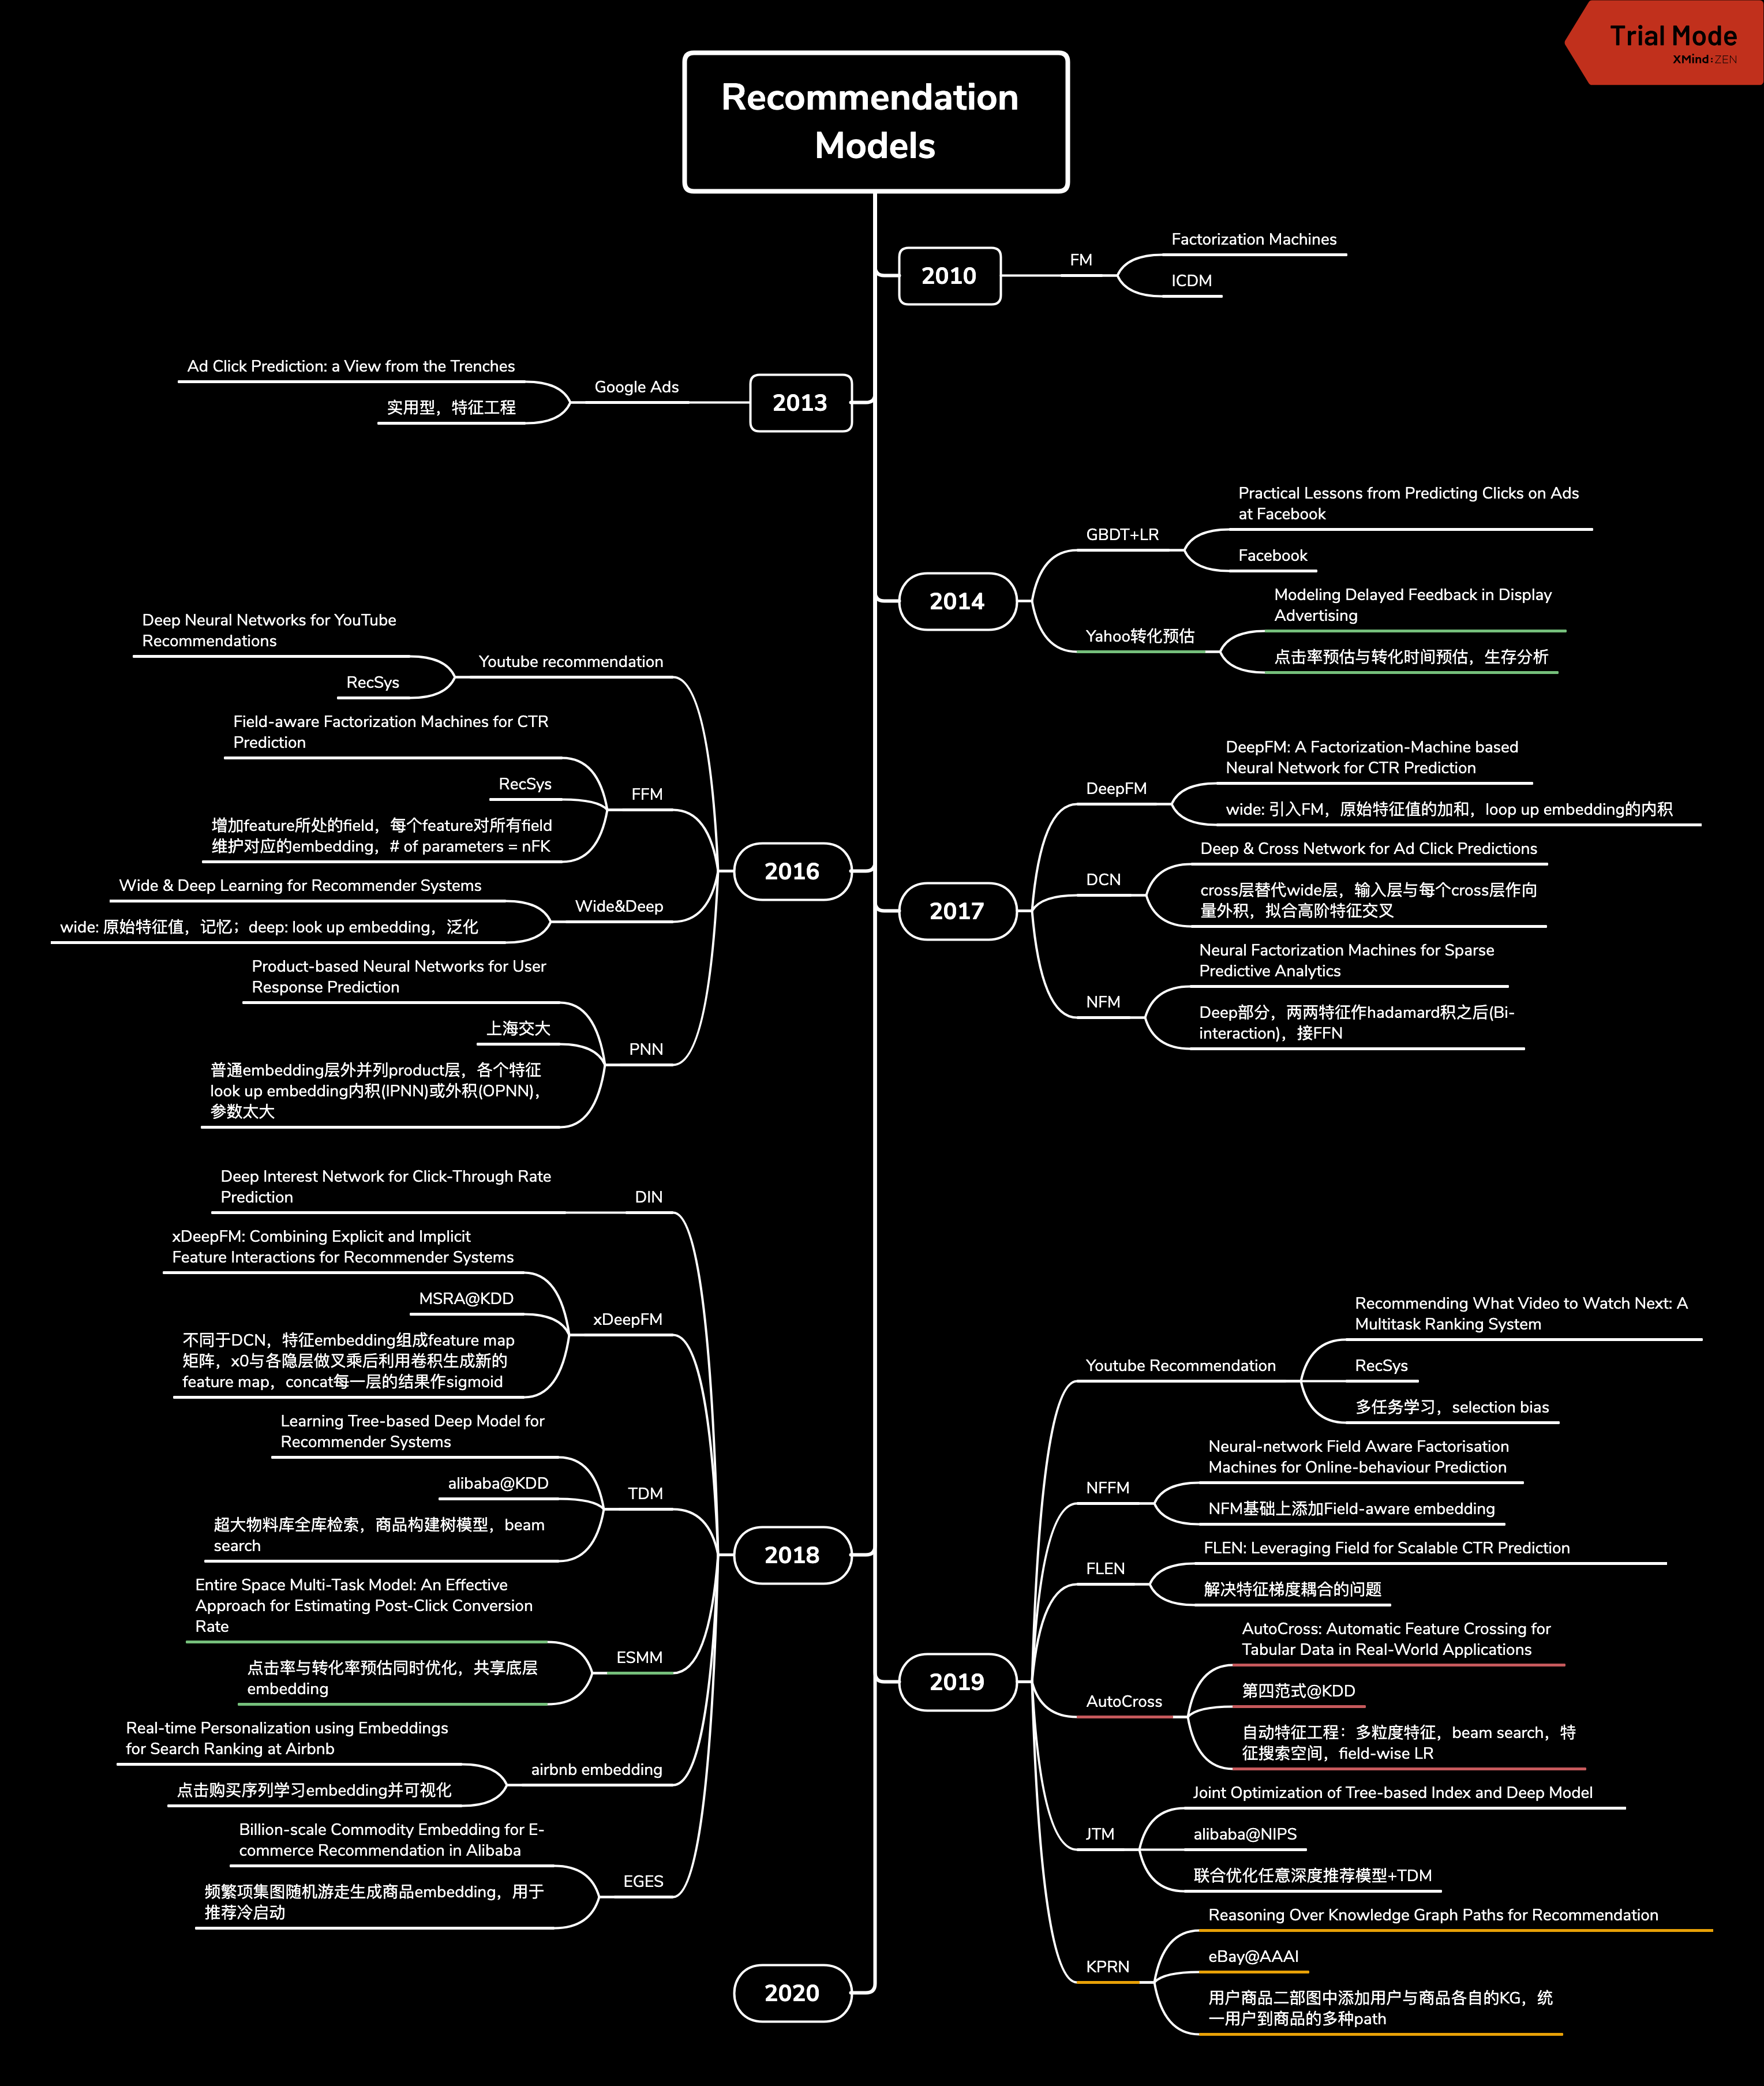 Trial Mode
XMind:ZEN
Recommendation
Models
2010
FM
Factorization Machines
ICDM
2013
Google Ads
Ad Click Prediction: a View from the Trenches
实用型，特征工程
2014
GBDT+LR
Practical Lessons from Predicting Clicks on Ads
at Facebook
Facebook
Yahoo转化预估
Modeling Delayed Feedback in Display
Advertising
点击率预估与转化时间预估，生存分析
2016
Youtube recommendation
Deep Neural Networks for YouTube
Recommendations
RecSys
FFM
Field-aware Factorization Machines for CTR
Prediction
RecSys
增加feature所处的field，每个feature对所有field
维护对应的embedding，# of parameters = nFK
Wide&Deep
Wide & Deep Learning for Recommender Systems
wide: 原始特征值，记忆；deep: look up embedding，泛化
PNN
Product-based Neural Networks for User
Response Prediction
上海交大
普通embedding层外并列product层，各个特征
look up embedding内积(IPNN)或外积(OPNN)，
参数太大
2017
DeepFM
DeepFM: A Factorization-Machine based
Neural Network for CTR Prediction
wide: 引入FM，原始特征值的加和，loop up embedding的内积
DCN
Deep & Cross Network for Ad Click Predictions
cross层替代wide层，输入层与每个cross层作向
量外积，拟合高阶特征交叉
NFM
Neural Factorization Machines for Sparse
Predictive Analytics
Deep部分，两两特征作hadamard积之后(Bi-
interaction)，接FFN
2018
DIN
Deep Interest Network for Click-Through Rate
Prediction
xDeepFM
xDeepFM: Combining Explicit and Implicit
Feature Interactions for Recommender Systems
MSRA@KDD
不同于DCN，特征embedding组成feature map
矩阵，x0与各隐层做叉乘后利用卷积生成新的
feature map，concat每一层的结果作sigmoid
TDM
Learning Tree-based Deep Model for
Recommender Systems
alibaba@KDD
超大物料库全库检索，商品构建树模型，beam
search
ESMM
Entire Space Multi-Task Model: An Effective
Approach for Estimating Post-Click Conversion
Rate
点击率与转化率预估同时优化，共享底层
embedding
airbnb embedding
Real-time Personalization using Embeddings
for Search Ranking at Airbnb
点击购买序列学习embedding并可视化
EGES
Billion-scale Commodity Embedding for E-
commerce Recommendation in Alibaba
频繁项集图随机游走生成商品embedding，用于
推荐冷启动
2019
Youtube Recommendation
Recommending What Video to Watch Next: A
Multitask Ranking System
RecSys
多任务学习，selection bias
NFFM
Neural-network Field Aware Factorisation
Machines for Online-behaviour Prediction
NFM基础上添加Field-aware embedding
FLEN
FLEN: Leveraging Field for Scalable CTR Prediction
解决特征梯度耦合的问题
AutoCross
AutoCross: Automatic Feature Crossing for
Tabular Data in Real-World Applications
第四范式@KDD
自动特征工程：多粒度特征，beam search，特
征搜索空间，field-wise LR
JTM
Joint Optimization of Tree-based Index and Deep Model
alibaba@NIPS
联合优化任意深度推荐模型+TDM
KPRN
Reasoning Over Knowledge Graph Paths for Recommendation
eBay@AAAI
用户商品二部图中添加用户与商品各自的KG，统
一用户到商品的多种path
2020